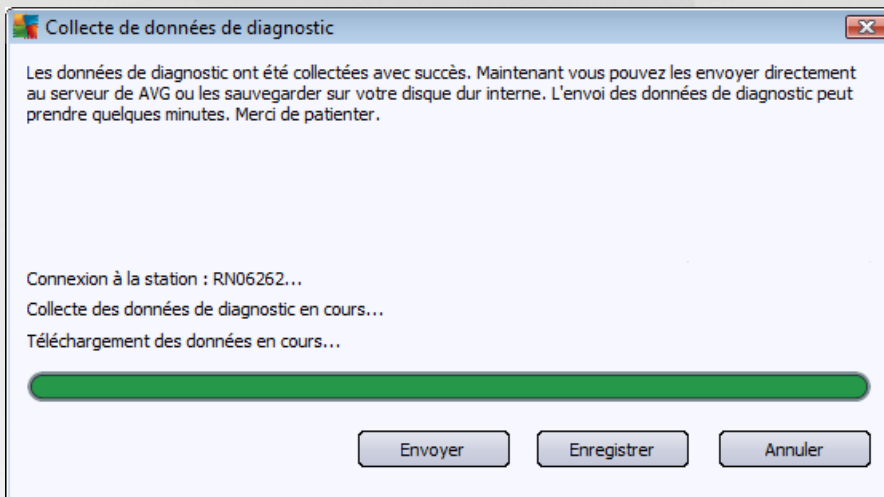 Collecte de données de diagnostic
Les données de diagnostic ont été collectées avec succès. Maintenant vous pouvez les envoyer directement
au serveur de AVG ou les sauvegarder sur votre disque dur interne. L'envoi des données de diagnostic peut
prendre quelques minutes. Merci de patienter.
Connexion à la station : RN06262...
Collecte des données de diagnostic en cours...
Téléchargement des données en cours...
Envoyer Enregistrer Annuler